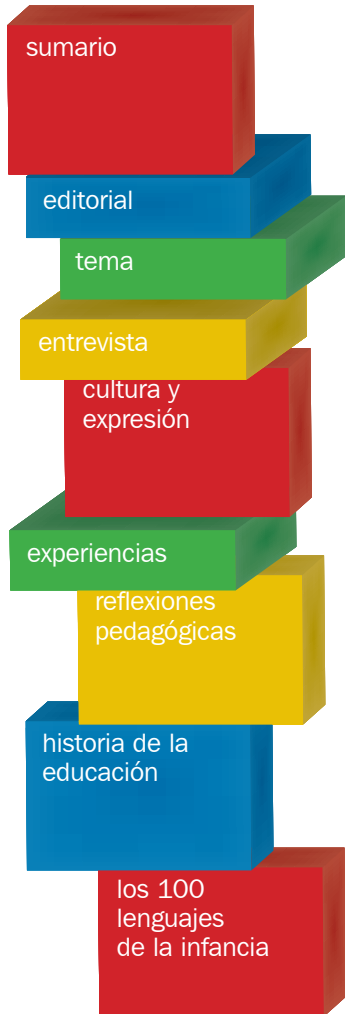 sumario
editorial
tema
entrevista
cultura y
expresión
experiencias
reflexiones
pedagógicas
historia de la
educación
los 100
lenguajes
de la infancia